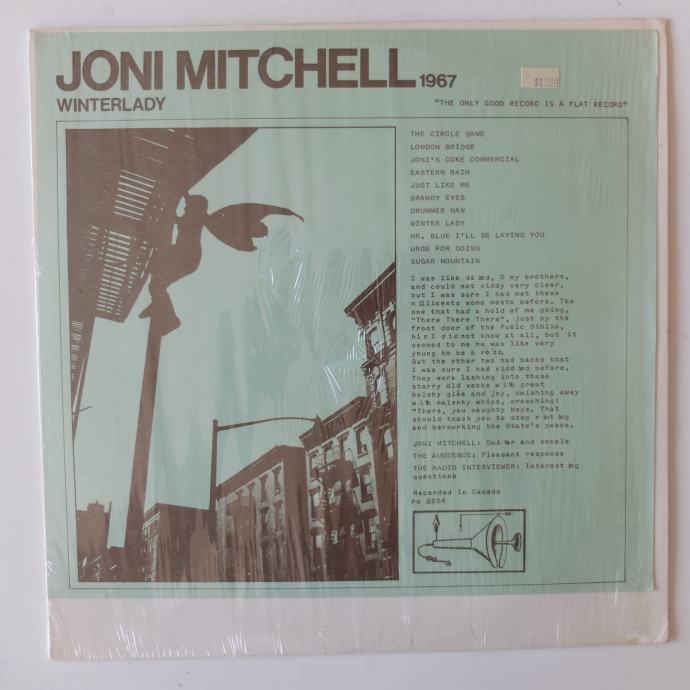 JONI MITCHELL 1967
WINTERLADY
"THE ONLY GOOD RECORD IS A FLAT RECORD"
THE CIRCLE GAME
LONDON BRIDGE
JONI'S COKE COMMERCIAL
EASTERN RAIN
JUST LIKE ME
BRANDY EYES
DRUMMER MAN
WINTER LADY
MR. BLUE I'LL BE LAYING YOU
URGE FOR GOING
SUGAR MOUNTAIN
I was like dazed, O my brothers,
and could not viddy very clear,
but I was sure I had met these
millicents some mesto before. The
one that had a hold of me going,
"There There There", just by the
front door of the Public Biblio,
him I did not know at all, but it
seemed to me he was like very
young to be a rozz.
But the other two had backs that
I was sure I had vidded before.
They were lashing into these
starry old vecks with great
bolshy glee and joy, swishing away
with malenky whips, creeching:
"There, you naughty boys. That
should teach you to stop rioting
and berserking the State's peace.
JONI MITCHELL: Guitar and vocals
THE AUDIENCE: Pleasant response
THE RADIO INTERVIEWER: Interesting
questions
Recorded In Canada